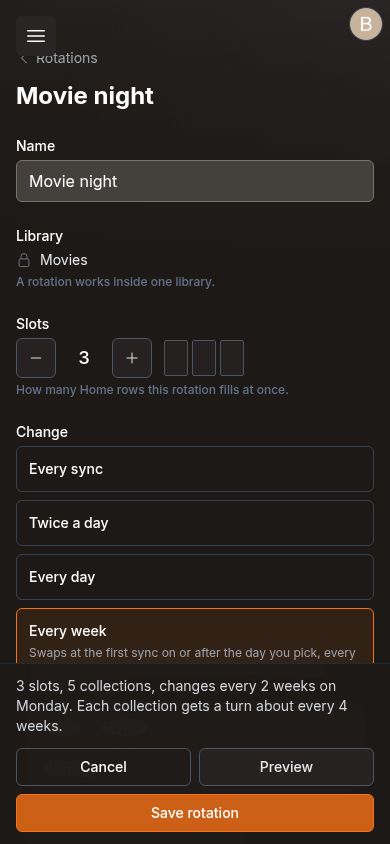 B
Rotations
Movie night
Name
Movie night
Library
Movies
A rotation works inside one library.
Slots
3
How many Home rows this rotation fills at once.
Change
Every sync
Twice a day
Every day
Every week
Swaps at the first sync on or after the day you pick, every
3 slots, 5 collections, changes every 2 weeks on
Monday. Each collection gets a turn about every 4
weeks.
Cancel
Preview
Save rotation